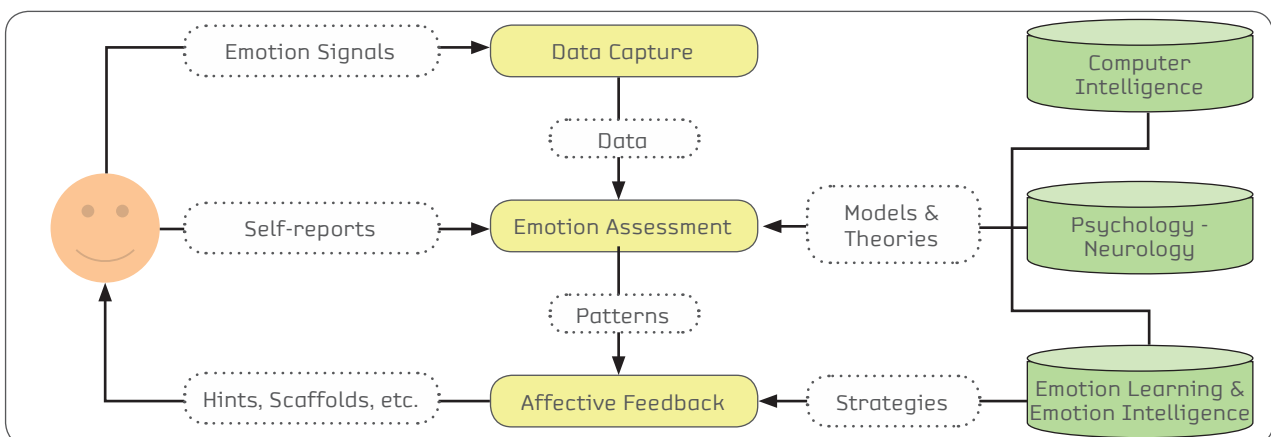 Emotion Signals
Data Capture
Computer
Intelligence
Data
Self-reports
Emotion Assessment
Models &
Theories
Psychology -
Neurology
Patterns
Hints, Scaffolds, etc.
Affective Feedback
Strategies
Emotion Learning &
Emotion Intelligence